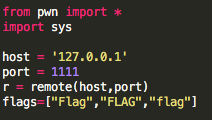 from pwn import *
import sys
host = '127.0.0.1'
port = 1111
r = remote(host,port)
flags=["Flag","FLAG","flag"]